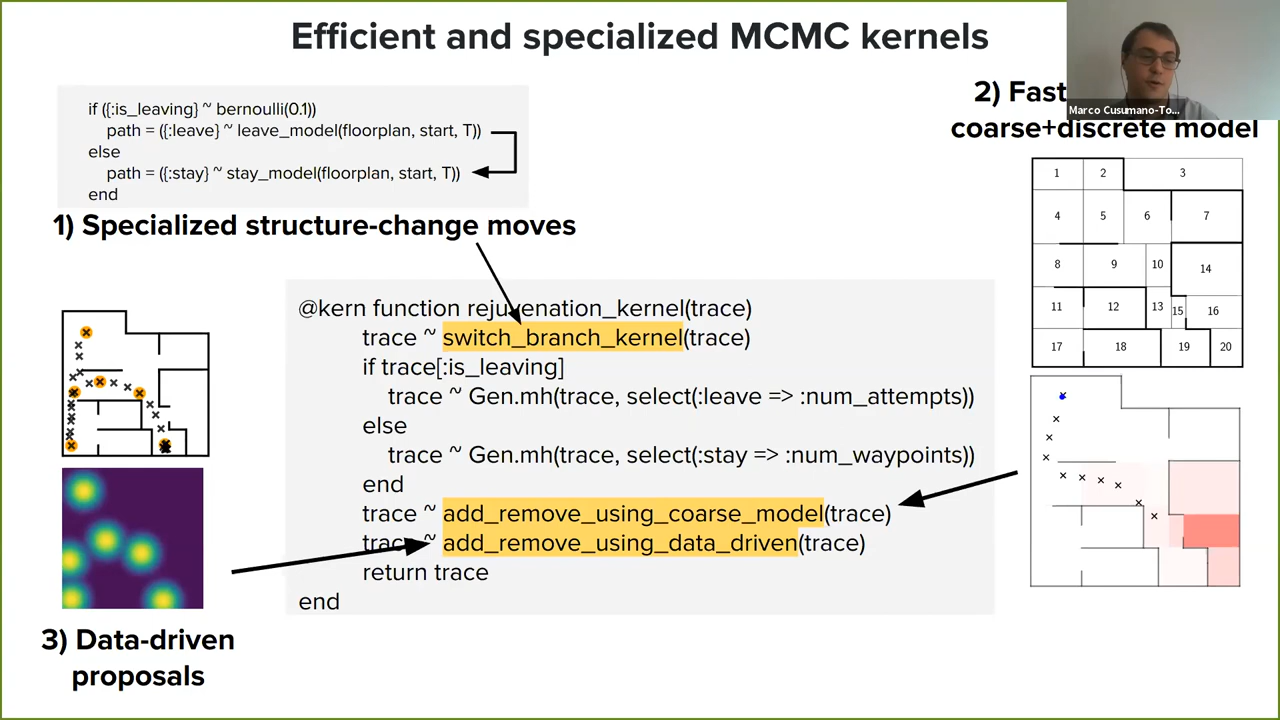 Efficient and specialized MCMC kernels
if ({:is_leaving} ~ bernoulli(0.1))
path = ({:leave} ~ leave_model(floorplan, start, T))
else
path = ({:stay} ~ stay_model(floorplan, start, T))
end
1) Specialized structure-change moves
2) Fast
coarse+discrete model
Marco Cusumano-To...
1 2 3
4 5 6 7
8 9 10 14
11 12 13 15 16
17 18 19 20
@kern function rejuvenation_kernel(trace)
trace ~ switch_branch_kernel(trace)
if trace[:is_leaving]
trace ~ Gen.mh(trace, select(:leave => :num_attempts))
else
trace ~ Gen.mh(trace, select(:stay => :num_waypoints))
end
trace ~ add_remove_using_coarse_model(trace)
trace ~ add_remove_using_data_driven(trace)
return trace
end
3) Data-driven
proposals